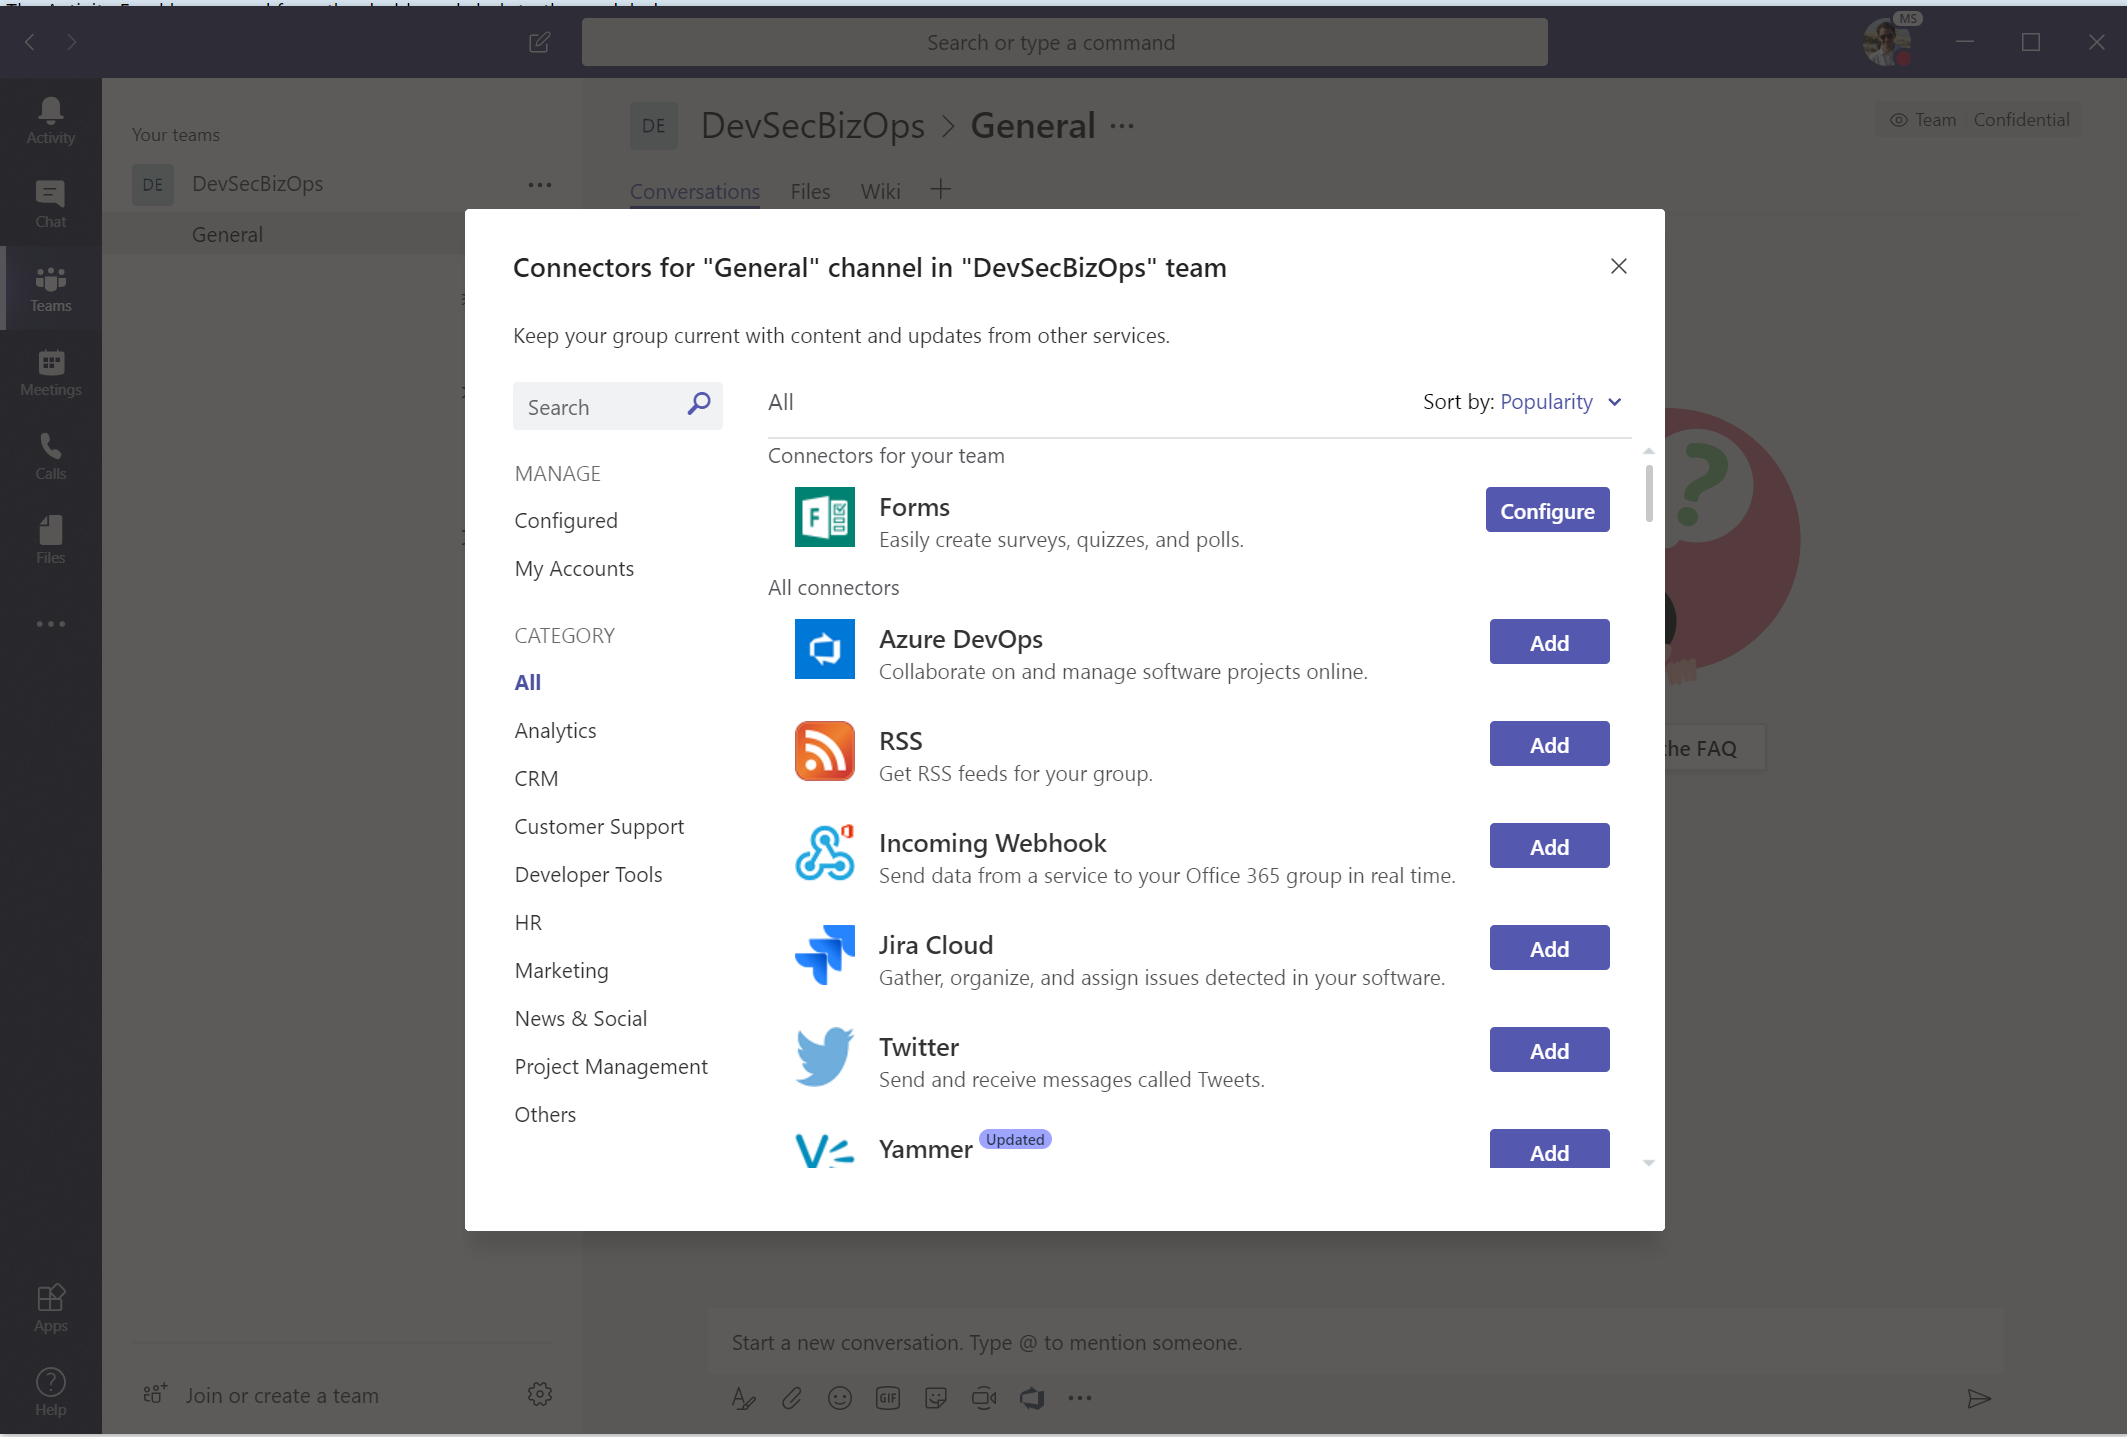 Search or type a command
MS
Activity
Chat
Teams
Meetings
Calls
Files
Apps
Help
Your teams
DE DevSecBizOps
General
Join or create a team
DE DevSecBizOps > General
Team Confidential
Conversations Files Wiki
Connectors for "General" channel in "DevSecBizOps" team
Keep your group current with content and updates from other services.
Search
MANAGE
Configured
My Accounts
CATEGORY
All
Analytics
CRM
Customer Support
Developer Tools
HR
Marketing
News & Social
Project Management
Others
All
Sort by: Popularity
Connectors for your team
F
Forms
Easily create surveys, quizzes, and polls.
Configure
All connectors
Azure DevOps
Collaborate on and manage software projects online.
Add
RSS
Get RSS feeds for your group.
Add
Incoming Webhook
Send data from a service to your Office 365 group in real time.
Add
Jira Cloud
Gather, organize, and assign issues detected in your software.
Add
Twitter
Send and receive messages called Tweets.
Add
Yammer Updated
Add
?
the FAQ
Start a new conversation. Type @ to mention someone.
GIF